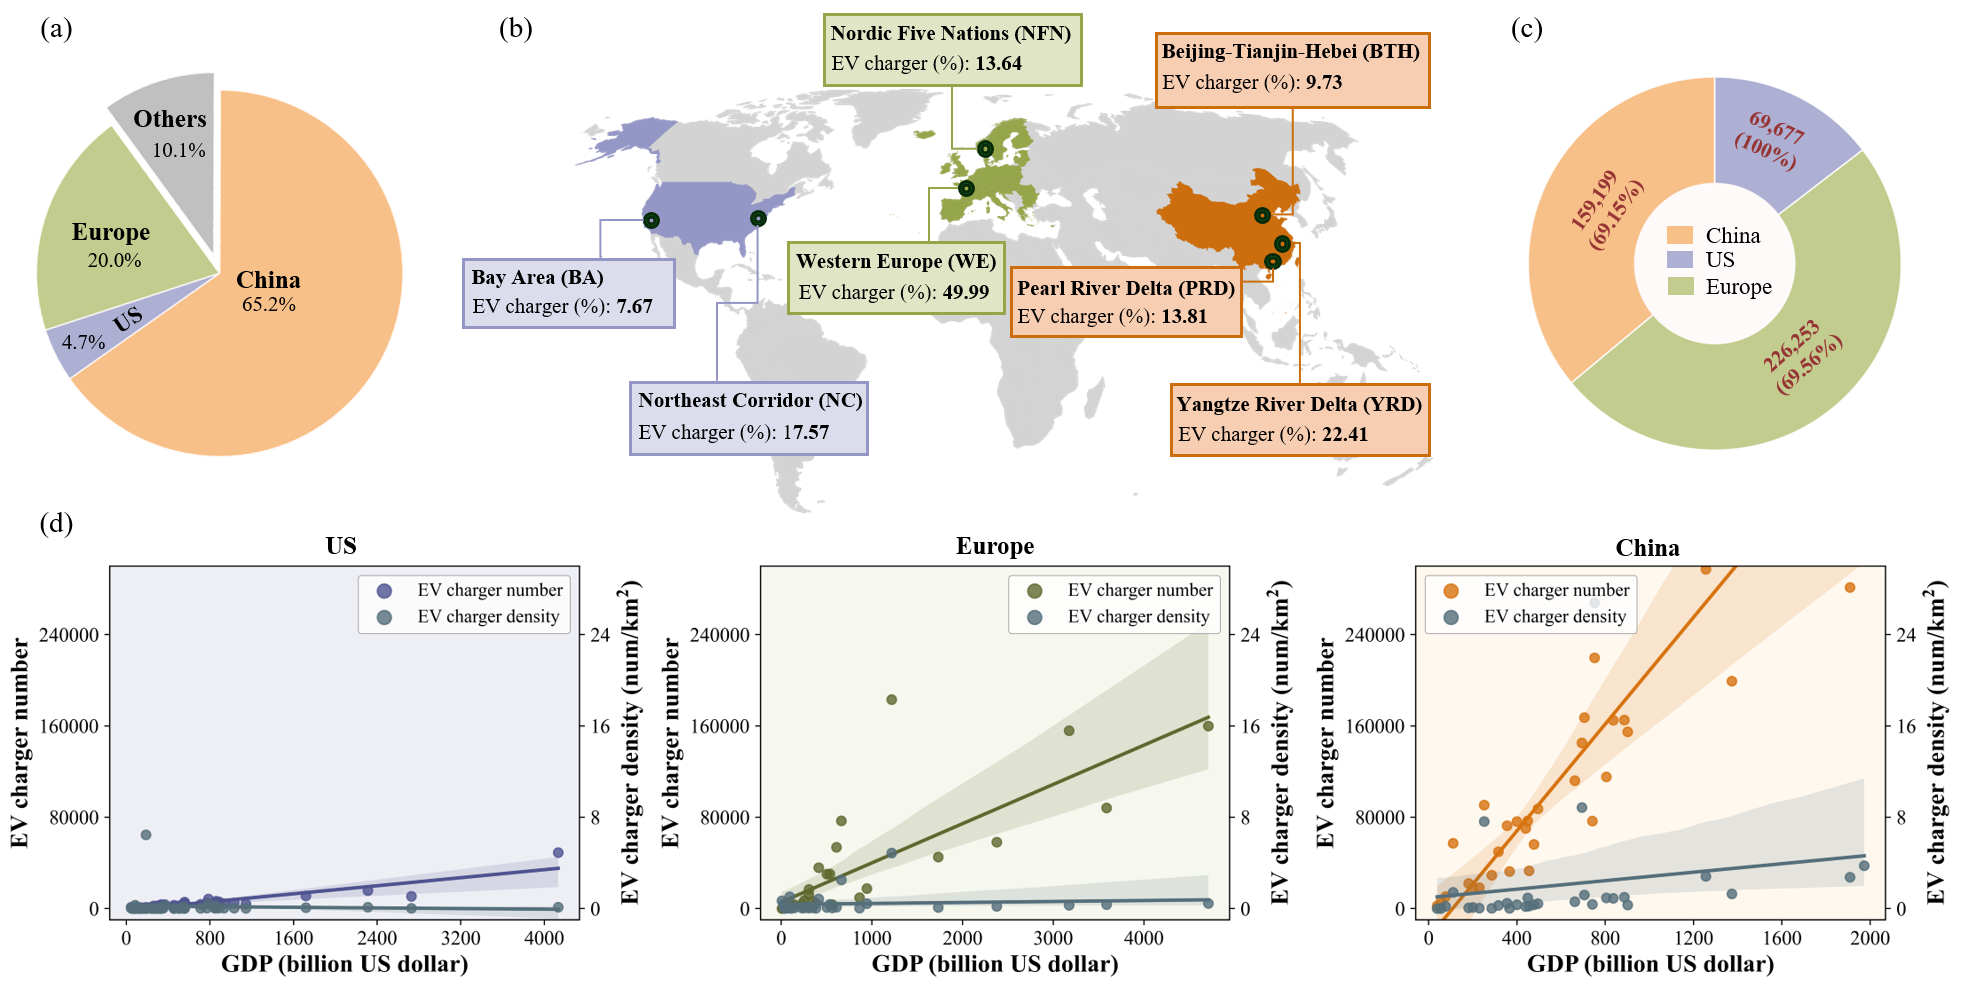 (a)
Others
10.1%
Europe
20.0%
China
65.2%
US
4.7%
(b)
Nordic Five Nations (NFN)
EV charger (%): 13.64
Beijing-Tianjin-Hebei (BTH)
EV charger (%): 9.73
Bay Area (BA)
EV charger (%): 7.67
Western Europe (WE)
EV charger (%): 49.99
Pearl River Delta (PRD)
EV charger (%): 13.81
Northeast Corridor (NC)
EV charger (%): 17.57
Yangtze River Delta (YRD)
EV charger (%): 22.41
(c)
69,677
(100%)
159,199
(69.15%)
226,253
(69.56%)
China
US
Europe
(d)
US
EV charger number
EV charger density
EV charger number
240000
160000
80000
0
24
16
8
0
EV charger density (num/km²)
0 800 1600 2400 3200 4000
GDP (billion US dollar)
Europe
EV charger number
EV charger density
EV charger number
240000
160000
80000
0
24
16
8
0
EV charger density (num/km²)
0 1000 2000 3000 4000
GDP (billion US dollar)
China
EV charger number
EV charger density
EV charger number
240000
160000
80000
0
24
16
8
0
EV charger density (num/km²)
0 400 800 1200 1600 2000
GDP (billion US dollar)